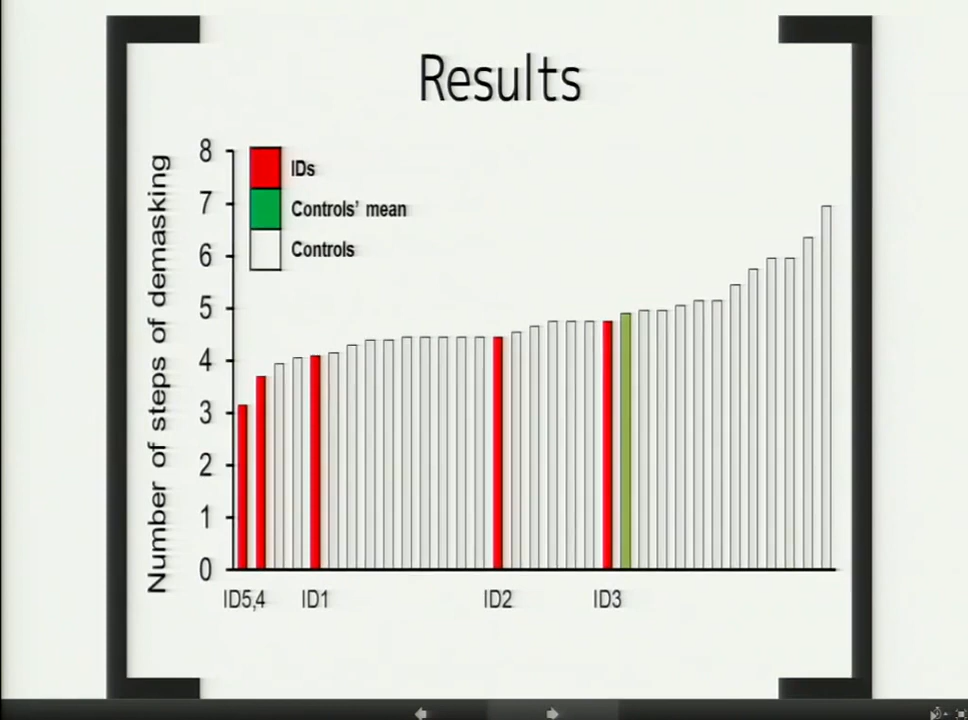 Results
Number of steps of demasking
8
7
6
5
4
3
2
1
0
IDs
Controls' mean
Controls
ID5,4 ID1 ID2 ID3